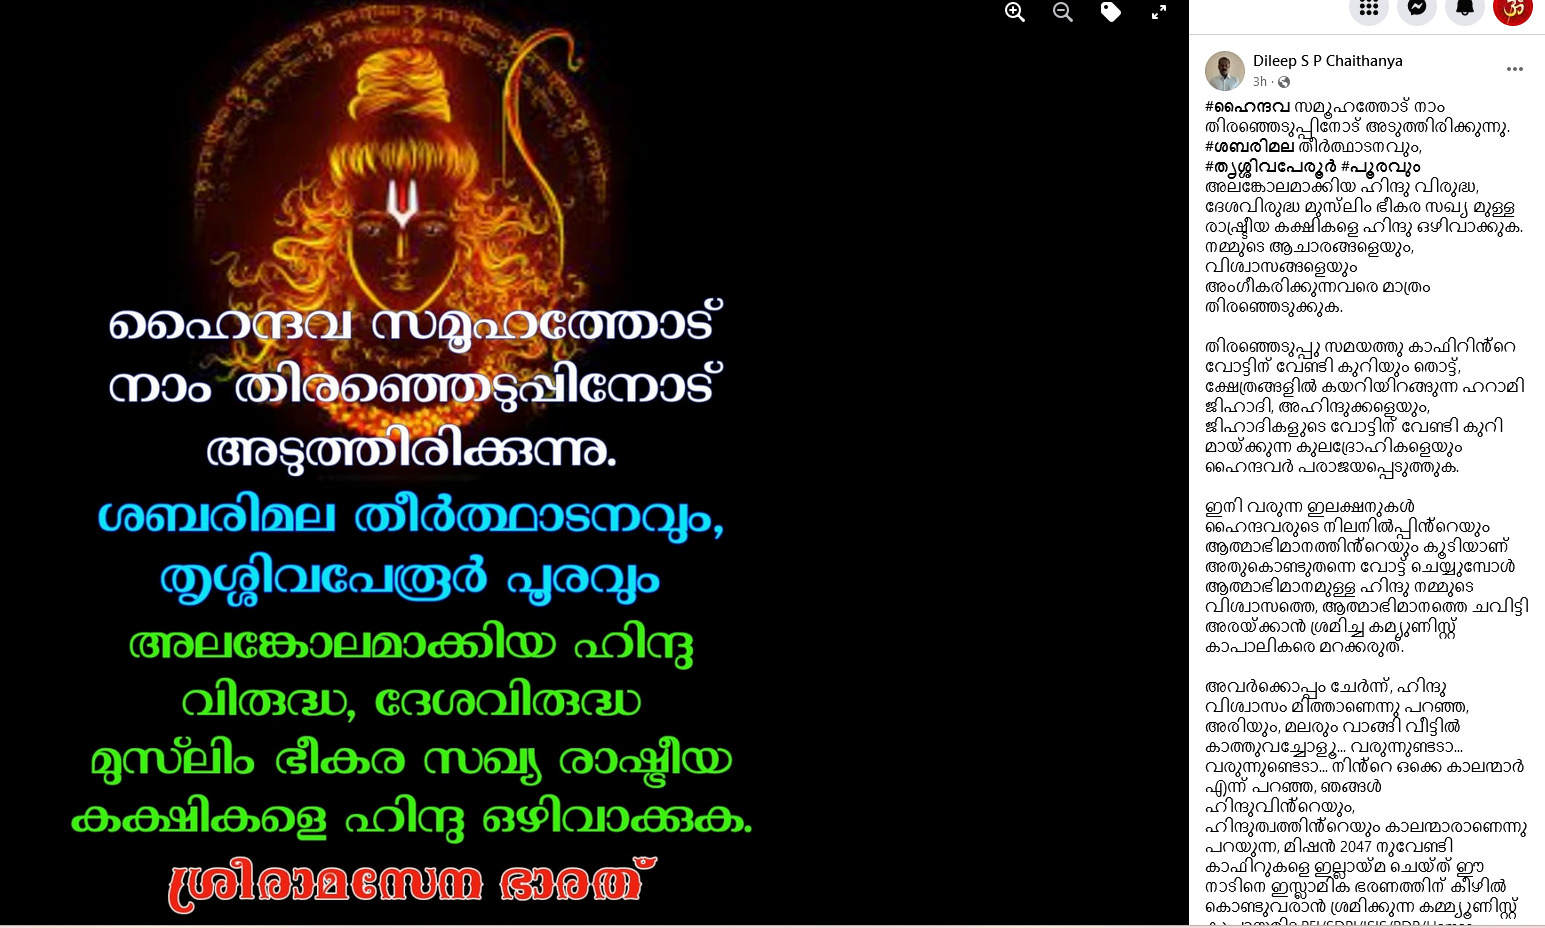 ഹൈന്ദവ സമൂഹത്തോട്
നാം തിരഞ്ഞെടുപ്പിനോട്
അടുത്തിരിക്കുന്നു.
ശബരിമല തീർത്ഥാടനവും,
തൃശ്ശിവപേരൂർ പൂരവും
അലങ്കോലമാക്കിയ ഹിന്ദു
വിരുദ്ധ, ദേശവിരുദ്ധ
മുസ്‌ലിം ഭീകര സഖ്യ രാഷ്ട്രീയ
കക്ഷികളെ ഹിന്ദു ഒഴിവാക്കുക.
ശ്രീരാമസേന ഭാരത്
Dileep S P Chaithanya
3h ·
#ഹൈന്ദവ സമൂഹത്തോട് നാം
തിരഞ്ഞെടുപ്പിനോട് അടുത്തിരിക്കുന്നു.
#ശബരിമല തീർത്ഥാടനവും,
#തൃശ്ശിവപേരൂർ #പൂരവും
അലങ്കോലമാക്കിയ ഹിന്ദു വിരുദ്ധ,
ദേശവിരുദ്ധ മുസ്‌ലിം ഭീകര സഖ്യ മുള്ള
രാഷ്ട്രീയ കക്ഷികളെ ഹിന്ദു ഒഴിവാക്കുക.
നമ്മുടെ ആചാരങ്ങളെയും,
വിശ്വാസങ്ങളെയും
അംഗീകരിക്കുന്നവരെ മാത്രം
തിരഞ്ഞെടുക്കുക.
തിരഞ്ഞെടുപ്പു സമയത്തു കാഫിറിൻ്റെ
വോട്ടിന് വേണ്ടി കുറിയും തൊട്ട്,
ക്ഷേത്രങ്ങളിൽ കയറിയിറങ്ങുന്ന ഹറാമി
ജിഹാദി, അഹിന്ദുക്കളെയും,
ജിഹാദികളുടെ വോട്ടിന് വേണ്ടി കുറി
മായ്ക്കുന്ന കുലദ്രോഹികളെയും
ഹൈന്ദവർ പരാജയപ്പെടുത്തുക.
ഇനി വരുന്ന ഇലക്ഷനുകൾ
ഹൈന്ദവരുടെ നിലനിൽപ്പിൻ്റെയും
ആത്മാഭിമാനത്തിൻ്റെയും കൂടിയാണ്
അതുകൊണ്ടുതന്നെ വോട്ട് ചെയ്യുമ്പോൾ
ആത്മാഭിമാനമുള്ള ഹിന്ദു നമ്മുടെ
വിശ്വാസത്തെ, ആത്മാഭിമാനത്തെ ചവിട്ടി
അരയ്ക്കാൻ ശ്രമിച്ച കമ്യുണിസ്റ്റ്
കാപാലികരെ മറക്കരുത്.
അവർക്കൊപ്പം ചേർന്ന്, ഹിന്ദു
വിശ്വാസം മിത്താണെന്നു പറഞ്ഞ,
അരിയും, മലരും വാങ്ങി വീട്ടിൽ
കാത്തുവച്ചോളൂ... വരുന്നുണ്ടടാ...
വരുന്നുണ്ടെടാ... നിൻ്റെ ഒക്കെ കാലന്മാർ
എന്ന് പറഞ്ഞ, ഞങ്ങൾ
ഹിന്ദുവിൻ്റെയും,
ഹിന്ദുത്വത്തിൻ്റെയും കാലന്മാരാണെന്നു
പറയുന്ന, മിഷൻ 2047 നുവേണ്ടി
കാഫിറുകളെ ഇല്ലായ്മ ചെയ്ത് ഈ
നാടിനെ ഇസ്ലാമിക ഭരണത്തിന് കീഴിൽ
കൊണ്ടുവരാൻ ശ്രമിക്കുന്ന കമ്മ്യൂണിസ്റ്റ്